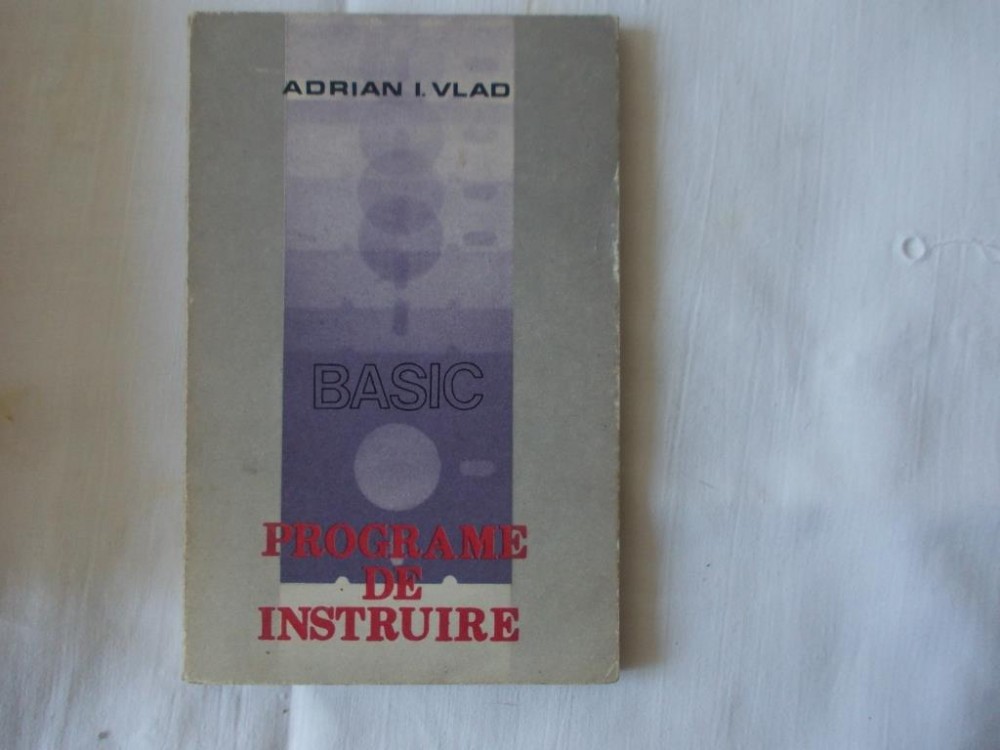 ADRIAN I. VLAD
BASIC
PROGRAME
DE
INSTRUIRE